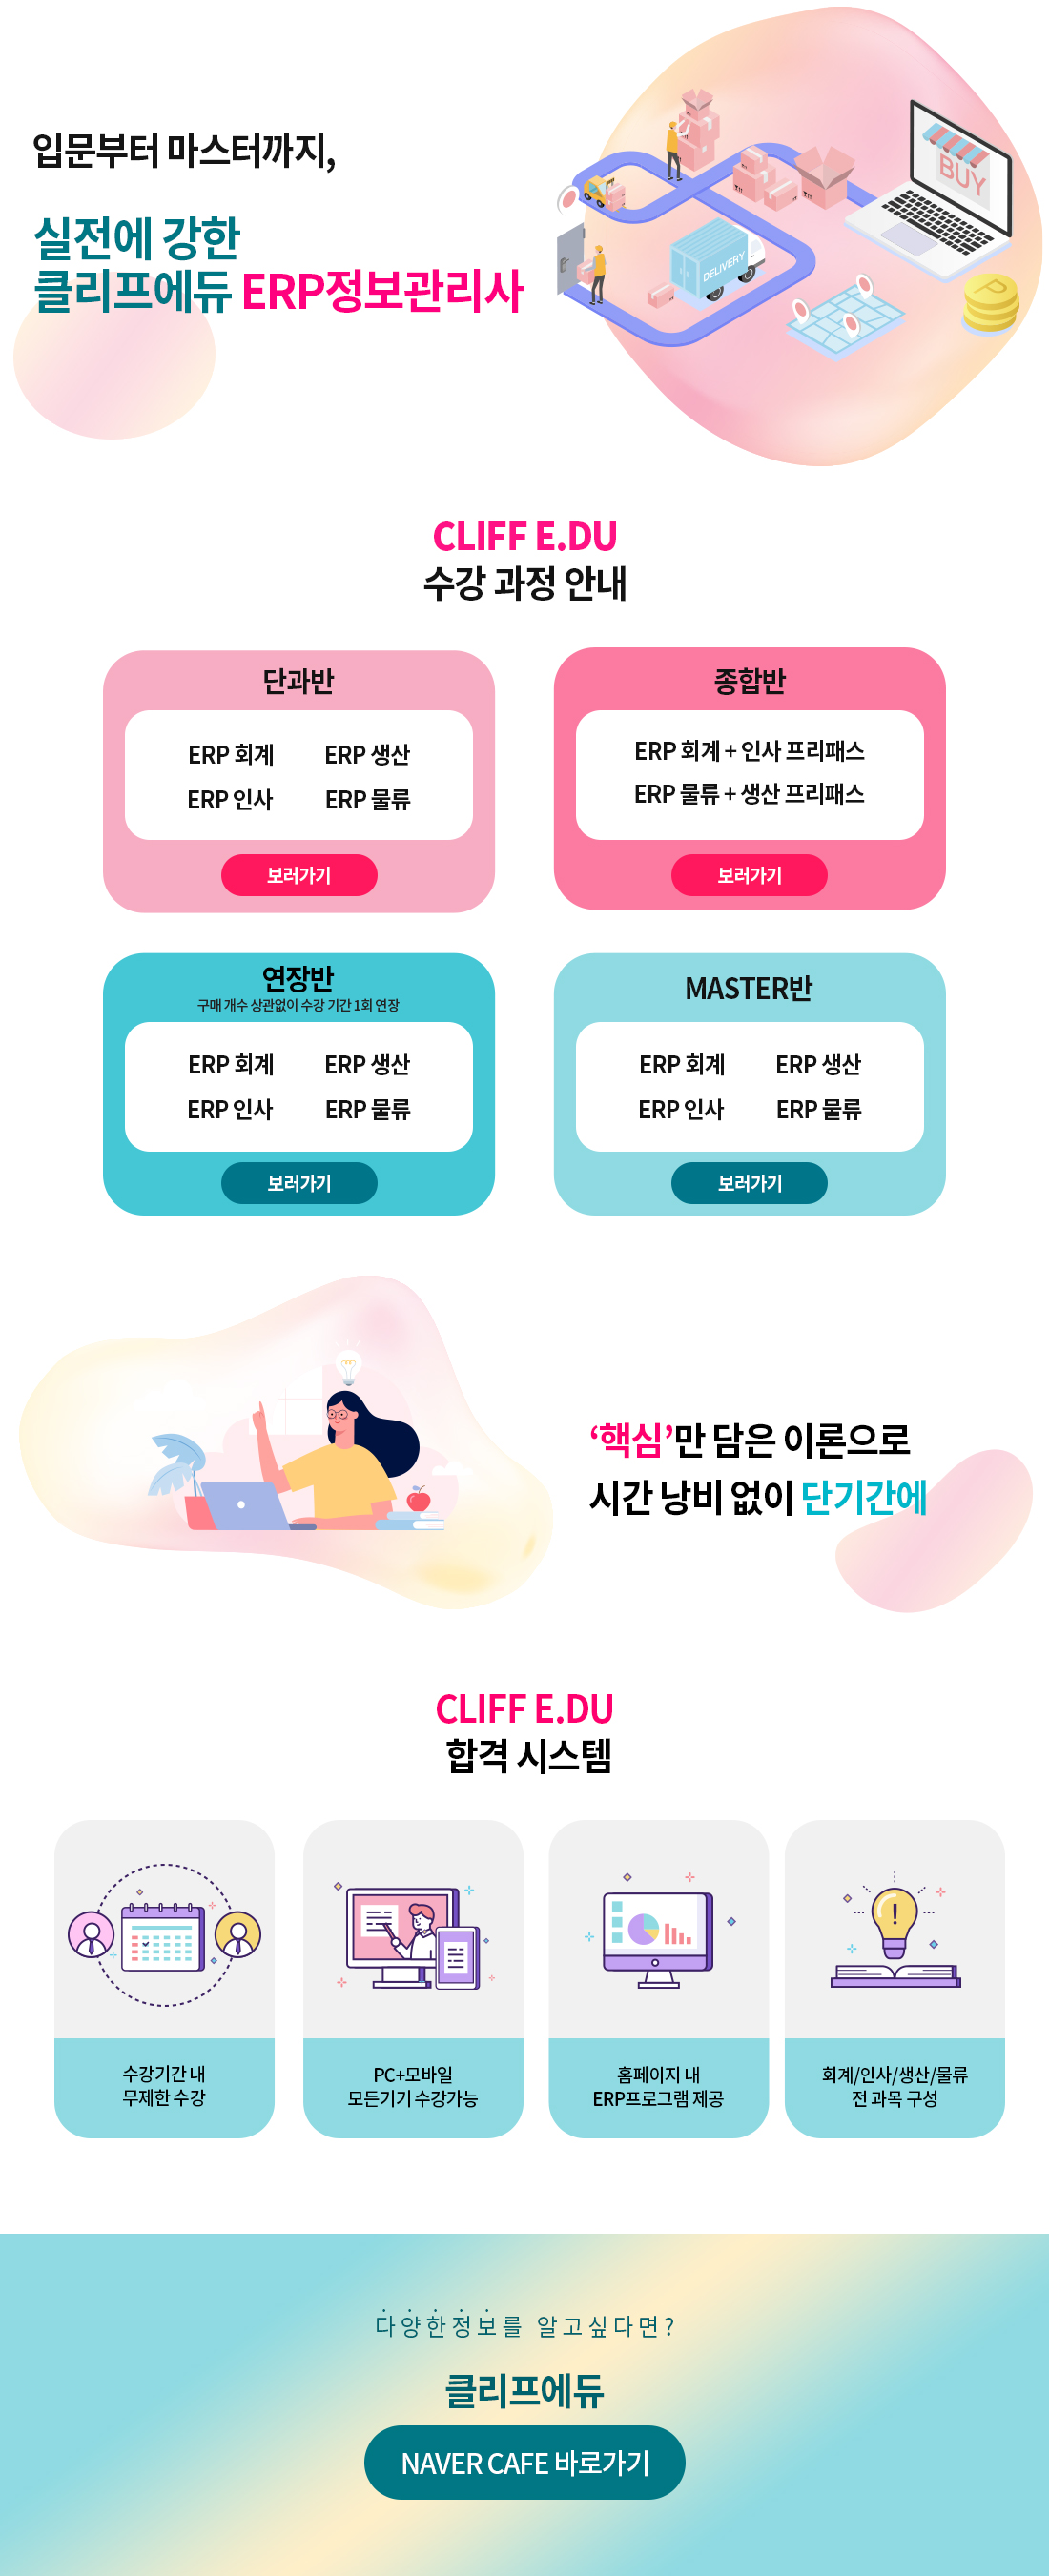 입문부터 마스터까지,
실전에 강한
클리프에듀 ERP정보관리사
BUY
DELIVERY
CLIFF E.DU
수강 과정 안내
단과반
ERP 회계 ERP 생산
ERP 인사 ERP 물류
보러가기
종합반
ERP 회계 + 인사 프리패스
ERP 물류 + 생산 프리패스
보러가기
연장반
구매 개수 상관없이 수강 기간 1회 연장
ERP 회계 ERP 생산
ERP 인사 ERP 물류
보러가기
MASTER반
ERP 회계 ERP 생산
ERP 인사 ERP 물류
보러가기
‘핵심’만 담은 이론으로
시간 낭비 없이 단기간에
CLIFF E.DU
합격 시스템
수강기간 내
무제한 수강
PC+모바일
모든기기 수강가능
홈페이지 내
ERP프로그램 제공
회계/인사/생산/물류
전 과목 구성
다양한정보를 알고싶다면?
클리프에듀
NAVER CAFE 바로가기